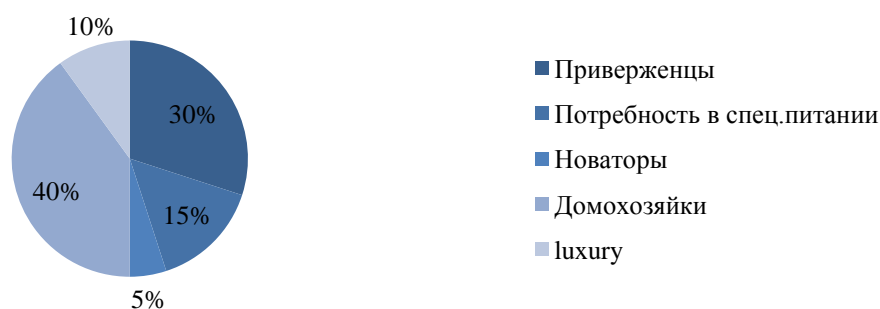 10%
30%
40%
15%
5%
Приверженцы
Потребность в спец.питании
Новаторы
Домохозяйки
luxury